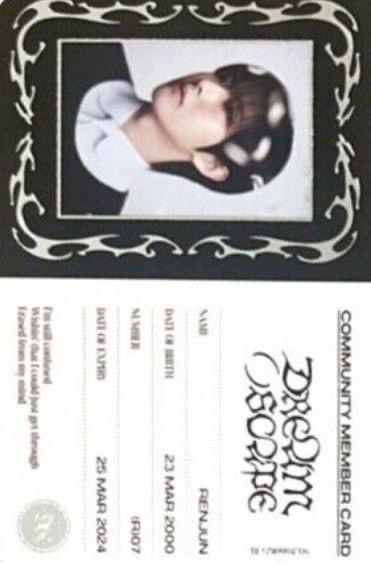 COMMUNITY MEMBER CARD
DREAM
SCAPE
NAME RENJUN
DATE OF BIRTH 23 MAR 2000
NUMBER (R)07
DATE OF EXPIRY 25 MAR 2024
I'm still confused
Wishin' that I could just get through
Erased from my mind